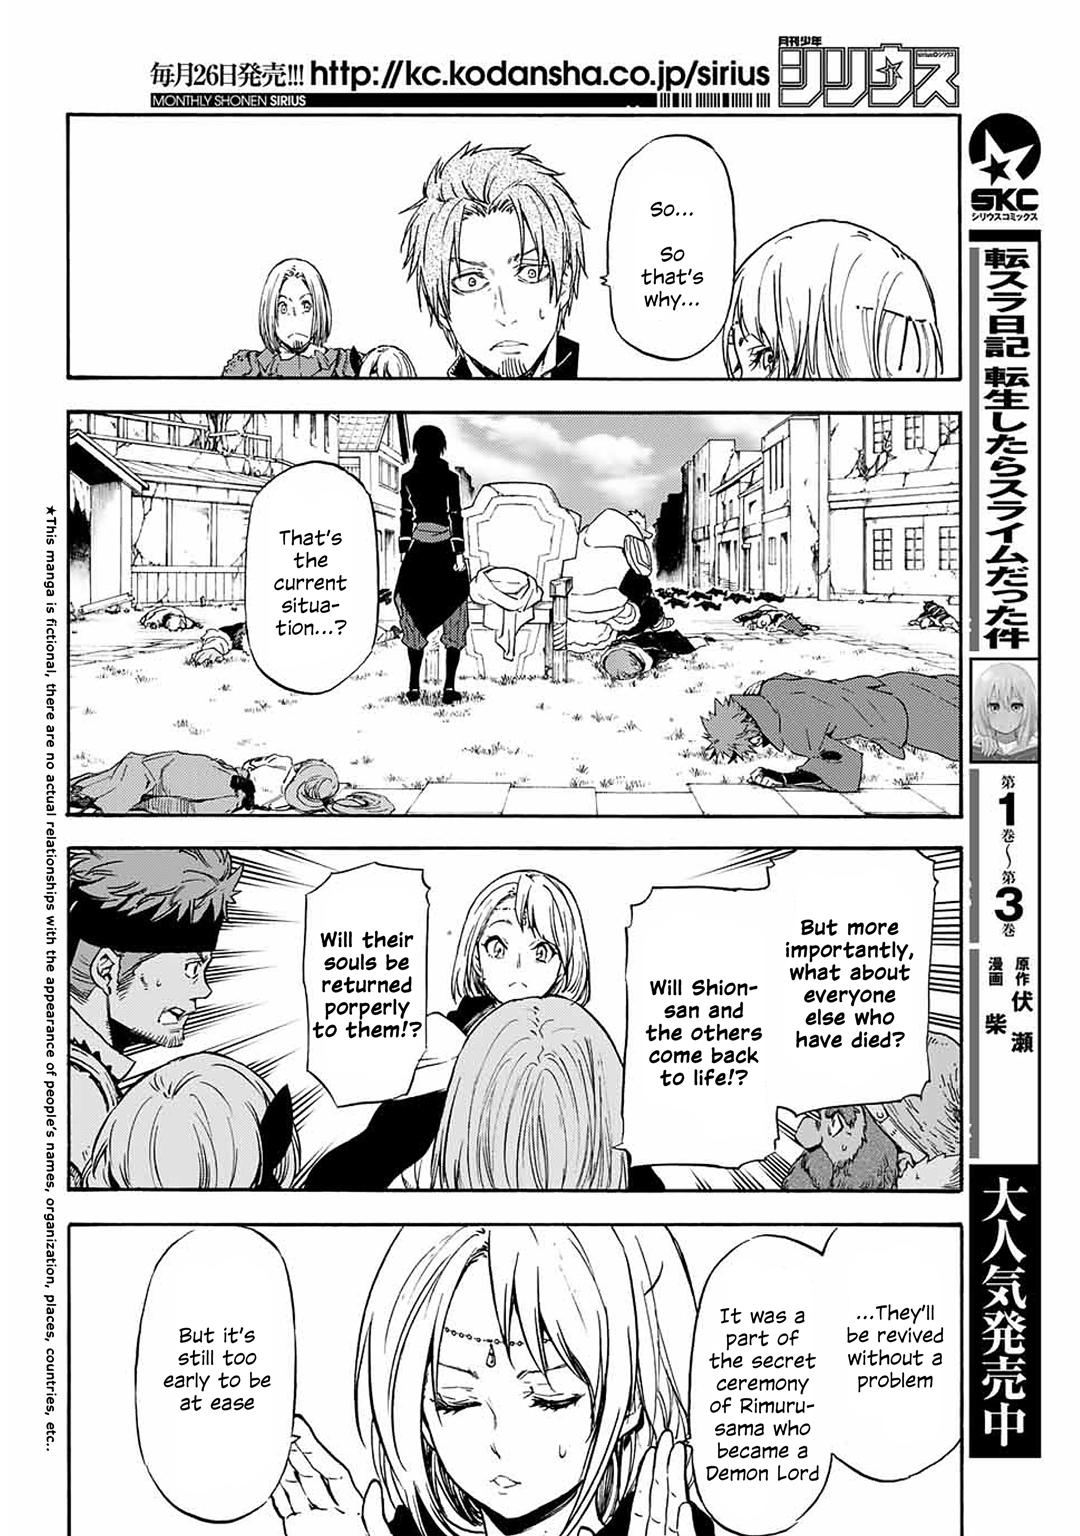 毎月26日発売!!! http://kc.kodansha.co.jp/sirius
MONTHLY SHONEN SIRIUS
月刊少年
シリウス
So...
So
that's
why...
That's
the
current
situa-
tion...?
But more
importantly,
what about
everyone
else who
have died?
Will Shion-
san and
the others
come back
to life!?
Will their
souls be
returned
porperly
to them!?
...They'll
be revived
without a
problem
It was a
part of
the secret
ceremony
of Rimuru-
sama who
became a
Demon Lord
But it's
still too
early to be
at ease
SKC
シリウスコミックス
転スラ日記 転生したらスライムだった件
第1巻〜第3巻
原作 伏瀬
漫画 柴
大人気発売中
★This manga is fictional, there are no actual relationships with the appearance of people's names, organization, places, countries, etc..